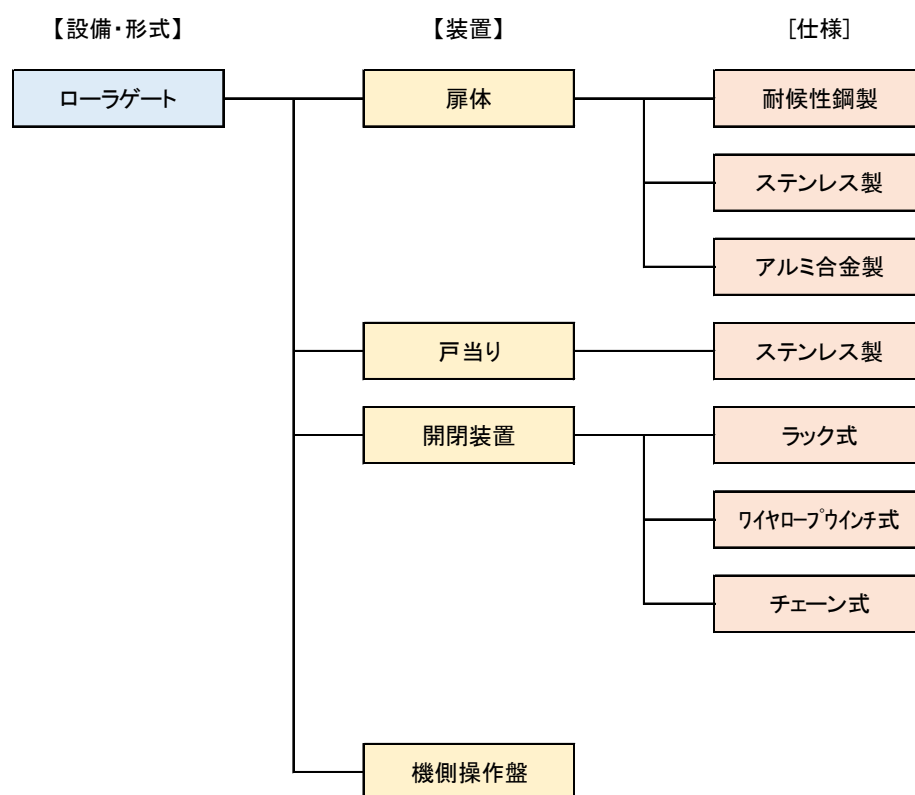 【設備・形式】 【装置】 [仕様]
ローラゲート 扉体 耐候性鋼製
ステンレス製
アルミ合金製
戸当り ステンレス製
開閉装置 ラック式
ﾜｲﾔﾛｰﾌﾟｳｲﾝﾁ式
チェーン式
機側操作盤